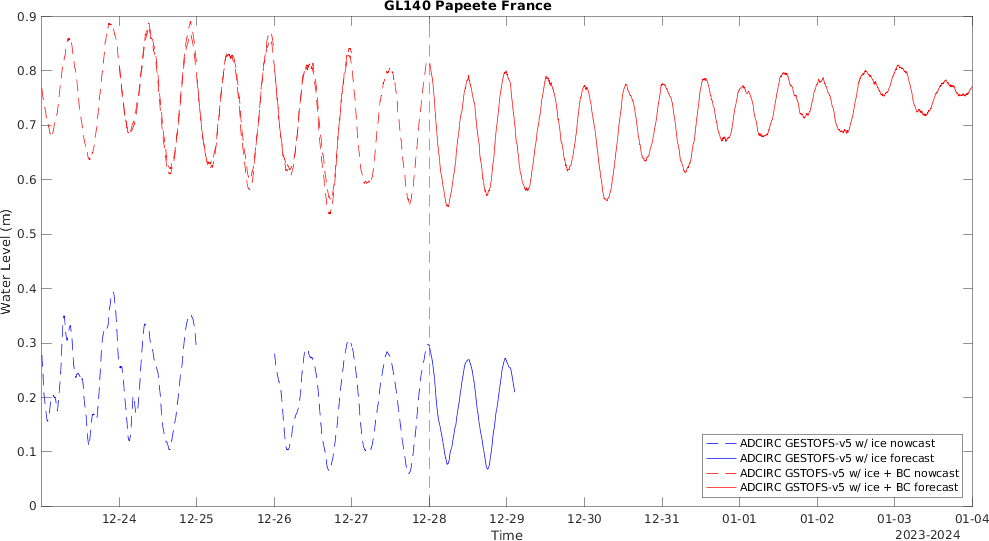 GL140 Papeete France
0.9
0.8
0.7
0.6
0.5
0.4
0.3
0.2
0.1
0
Water Level (m)
ADCIRC GESTOFS-v5 w/ ice nowcast
ADCIRC GESTOFS-v5 w/ ice forecast
ADCIRC GSTOFS-v5 w/ ice + BC nowcast
ADCIRC GSTOFS-v5 w/ ice + BC forecast
12-24 12-25 12-26 12-27 12-28 12-29 12-30 12-31 01-01 01-02 01-03 01-04
Time
2023-2024